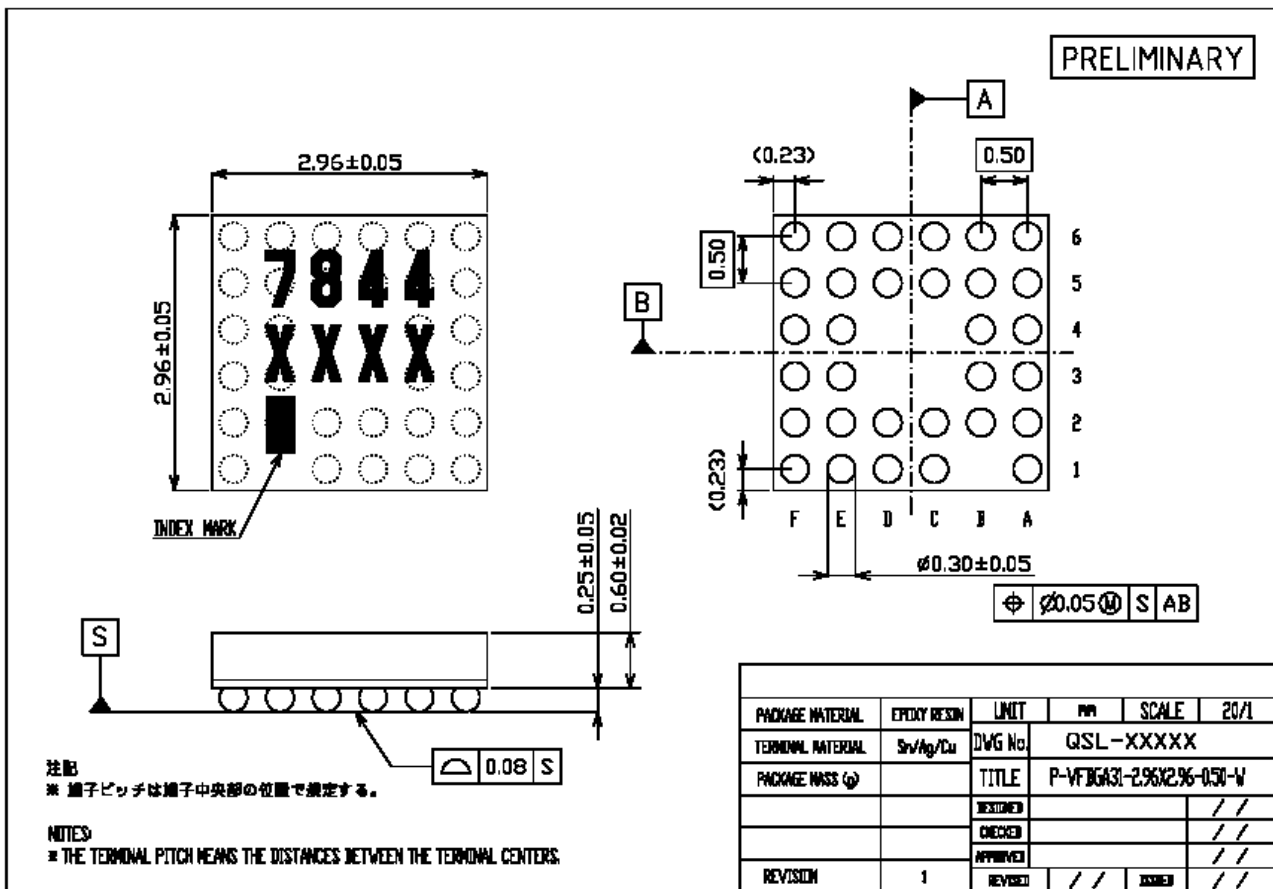 PRELIMINARY
A
2.96±0.05
(0.23)
0.50
7844
XXXX
2.96±0.05
INDEX MARK
0.50
B
6
5
4
3
2
1
(0.23)
F E D C B A
ø0.30±0.05
⌖ Ø0.05Ⓜ S AB
0.25±0.05
0.60±0.02
S
⌓ 0.08 S
注記
※ 端子ピッチは端子中央部の位置で規定する。
NOTES)
※ THE TERMINAL PITCH MEANS THE DISTANCES BETWEEN THE TERMINAL CENTERS.
PACKAGE MATERIAL EPOXY RESIN UNIT mm SCALE 20/1
TERMINAL MATERIAL Sn/Ag/Cu DWG No. QSL-XXXXX
PACKAGE MASS (g) TITLE P-VFBGA31-2.96X2.96-0.50-W
DESIGNED / /
CHECKED / /
APPROVED / /
REVISION 1 REVISED / / ISSUED / /